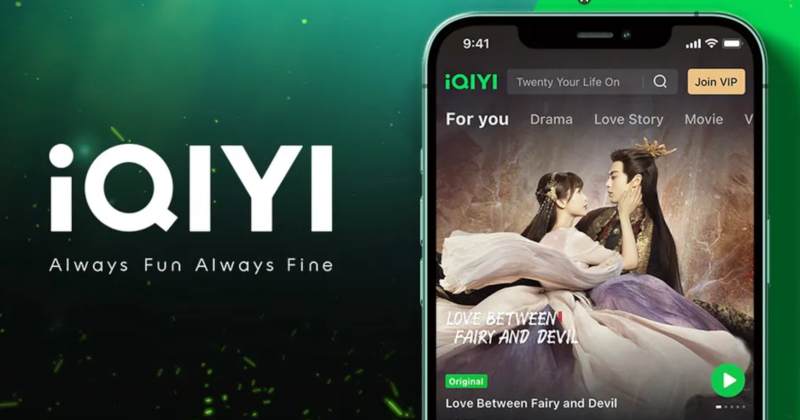 iQIYI
Always Fun Always Fine
9:41
iQIYI
Twenty Your Life On
Join VIP
For you
Drama
Love Story
Movie
V
LOVE BETWEEN
FAIRY AND DEVIL
Original
Love Between Fairy and Devil